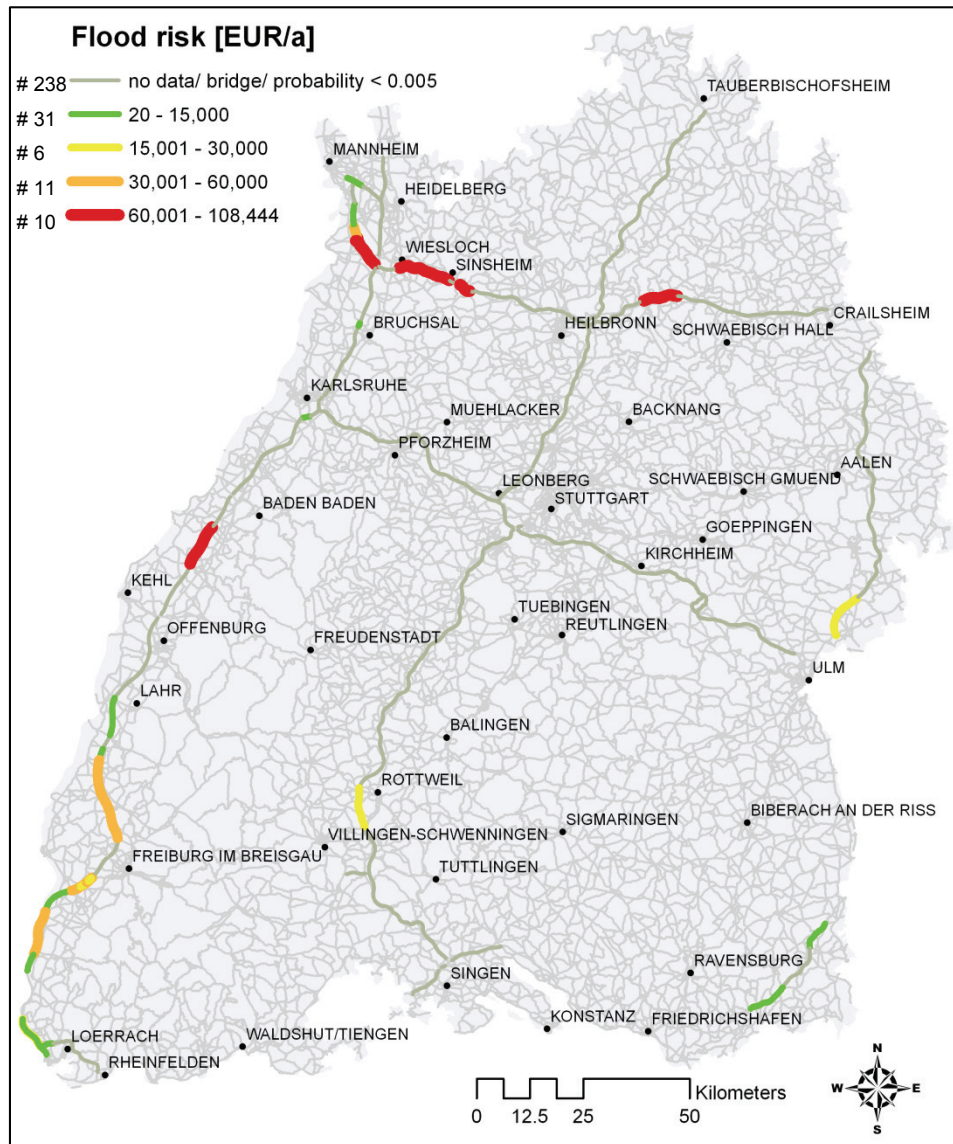 Flood risk [EUR/a]
# 238 no data/ bridge/ probability < 0.005
# 31 20 - 15,000
# 6 15,001 - 30,000
# 11 30,001 - 60,000
# 10 60,001 - 108,444
TAUBERBISCHOFSHEIM
MANNHEIM
HEIDELBERG
WIESLOCH
SINSHEIM
CRAILSHEIM
BRUCHSAL
HEILBRONN
SCHWAEBISCH HALL
KARLSRUHE
MUEHLACKER
BACKNANG
PFORZHEIM
AALEN
LEONBERG
SCHWAEBISCH GMUEND
STUTTGART
BADEN BADEN
GOEPPINGEN
KIRCHHEIM
KEHL
TUEBINGEN
OFFENBURG
FREUDENSTADT
REUTLINGEN
ULM
LAHR
BALINGEN
ROTTWEIL
BIBERACH AN DER RISS
VILLINGEN-SCHWENNINGEN
SIGMARINGEN
FREIBURG IM BREISGAU
TUTTLINGEN
RAVENSBURG
SINGEN
KONSTANZ
FRIEDRICHSHAFEN
LOERRACH
WALDSHUT/TIENGEN
RHEINFELDEN
N
W E
S
Kilometers
0 12.5 25 50